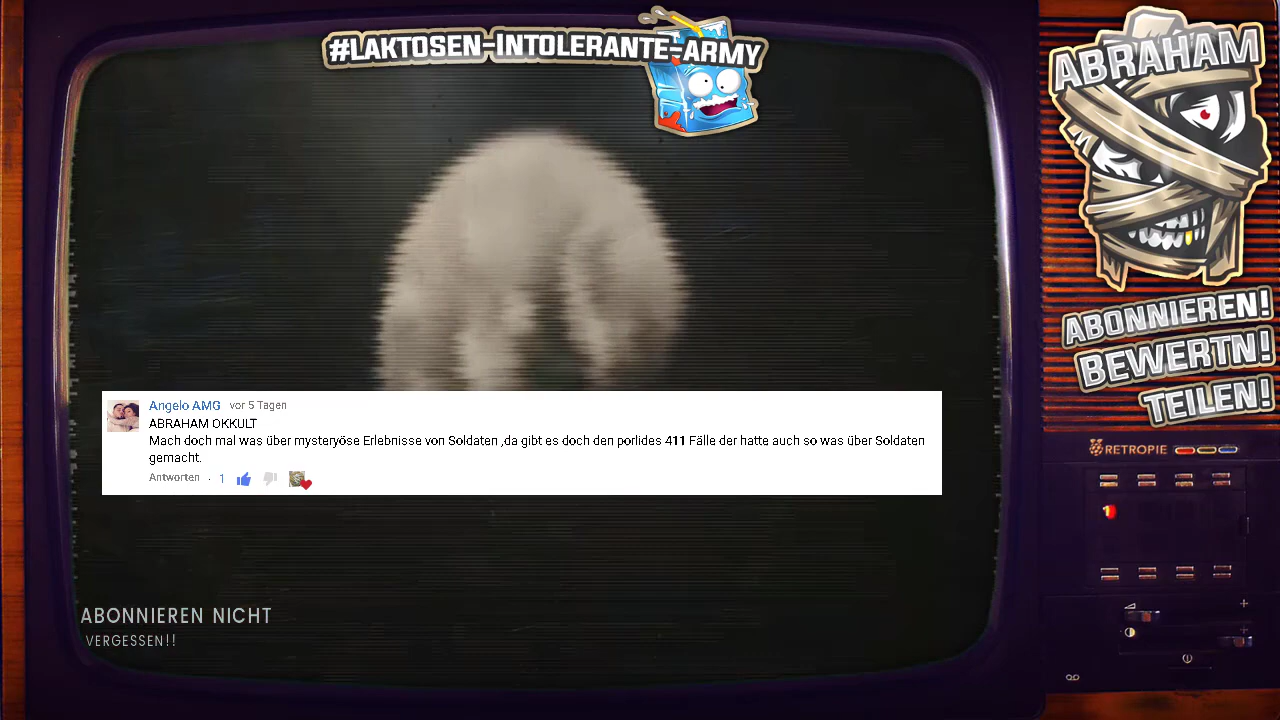 #LAKTOSEN-INTOLERANTE-ARMY
ABRAHAM
ABONNIEREN!
BEWERTN!
TEILEN!
RETROPIE
1
Angelo AMG vor 5 Tagen
ABRAHAM OKKULT
Mach doch mal was über mysteryöse Erlebnisse von Soldaten ,da gibt es doch den porlides 411 Fälle der hatte auch so was über Soldaten
gemacht.
Antworten · 1
ABONNIEREN NICHT
VERGESSEN!!